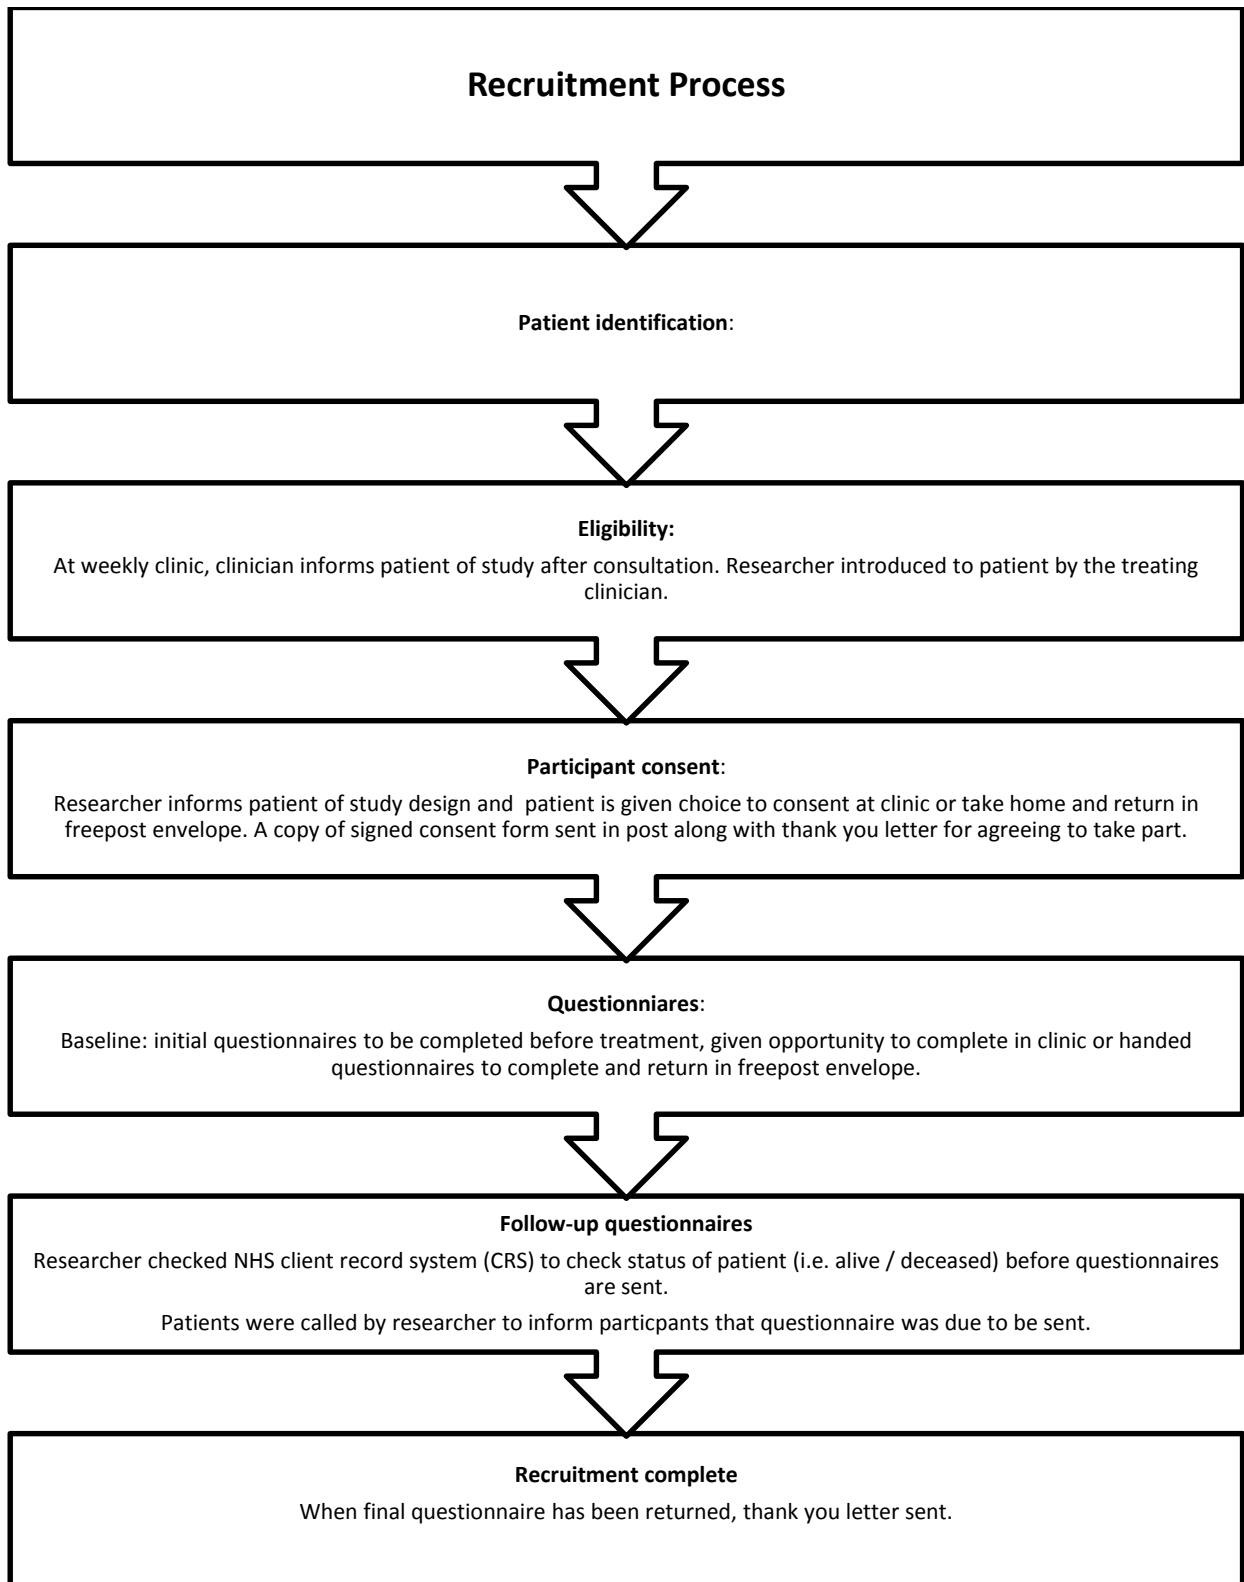 Recruitment Process
Patient identification:
Eligibility:
At weekly clinic, clinician informs patient of study after consultation. Researcher introduced to patient by the treating
clinician.
Participant consent:
Researcher informs patient of study design and  patient is given choice to consent at clinic or take home and return in
freepost envelope. A copy of signed consent form sent in post along with thank you letter for agreeing to take part.
Questionniares:
Baseline: initial questionnaires to be completed before treatment, given opportunity to complete in clinic or handed
questionnaires to complete and return in freepost envelope.
Follow-up questionnaires
Researcher checked NHS client record system (CRS) to check status of patient (i.e. alive / deceased) before questionnaires
are sent.
Patients were called by researcher to inform particpants that questionnaire was due to be sent.
Recruitment complete
When final questionnaire has been returned, thank you letter sent.